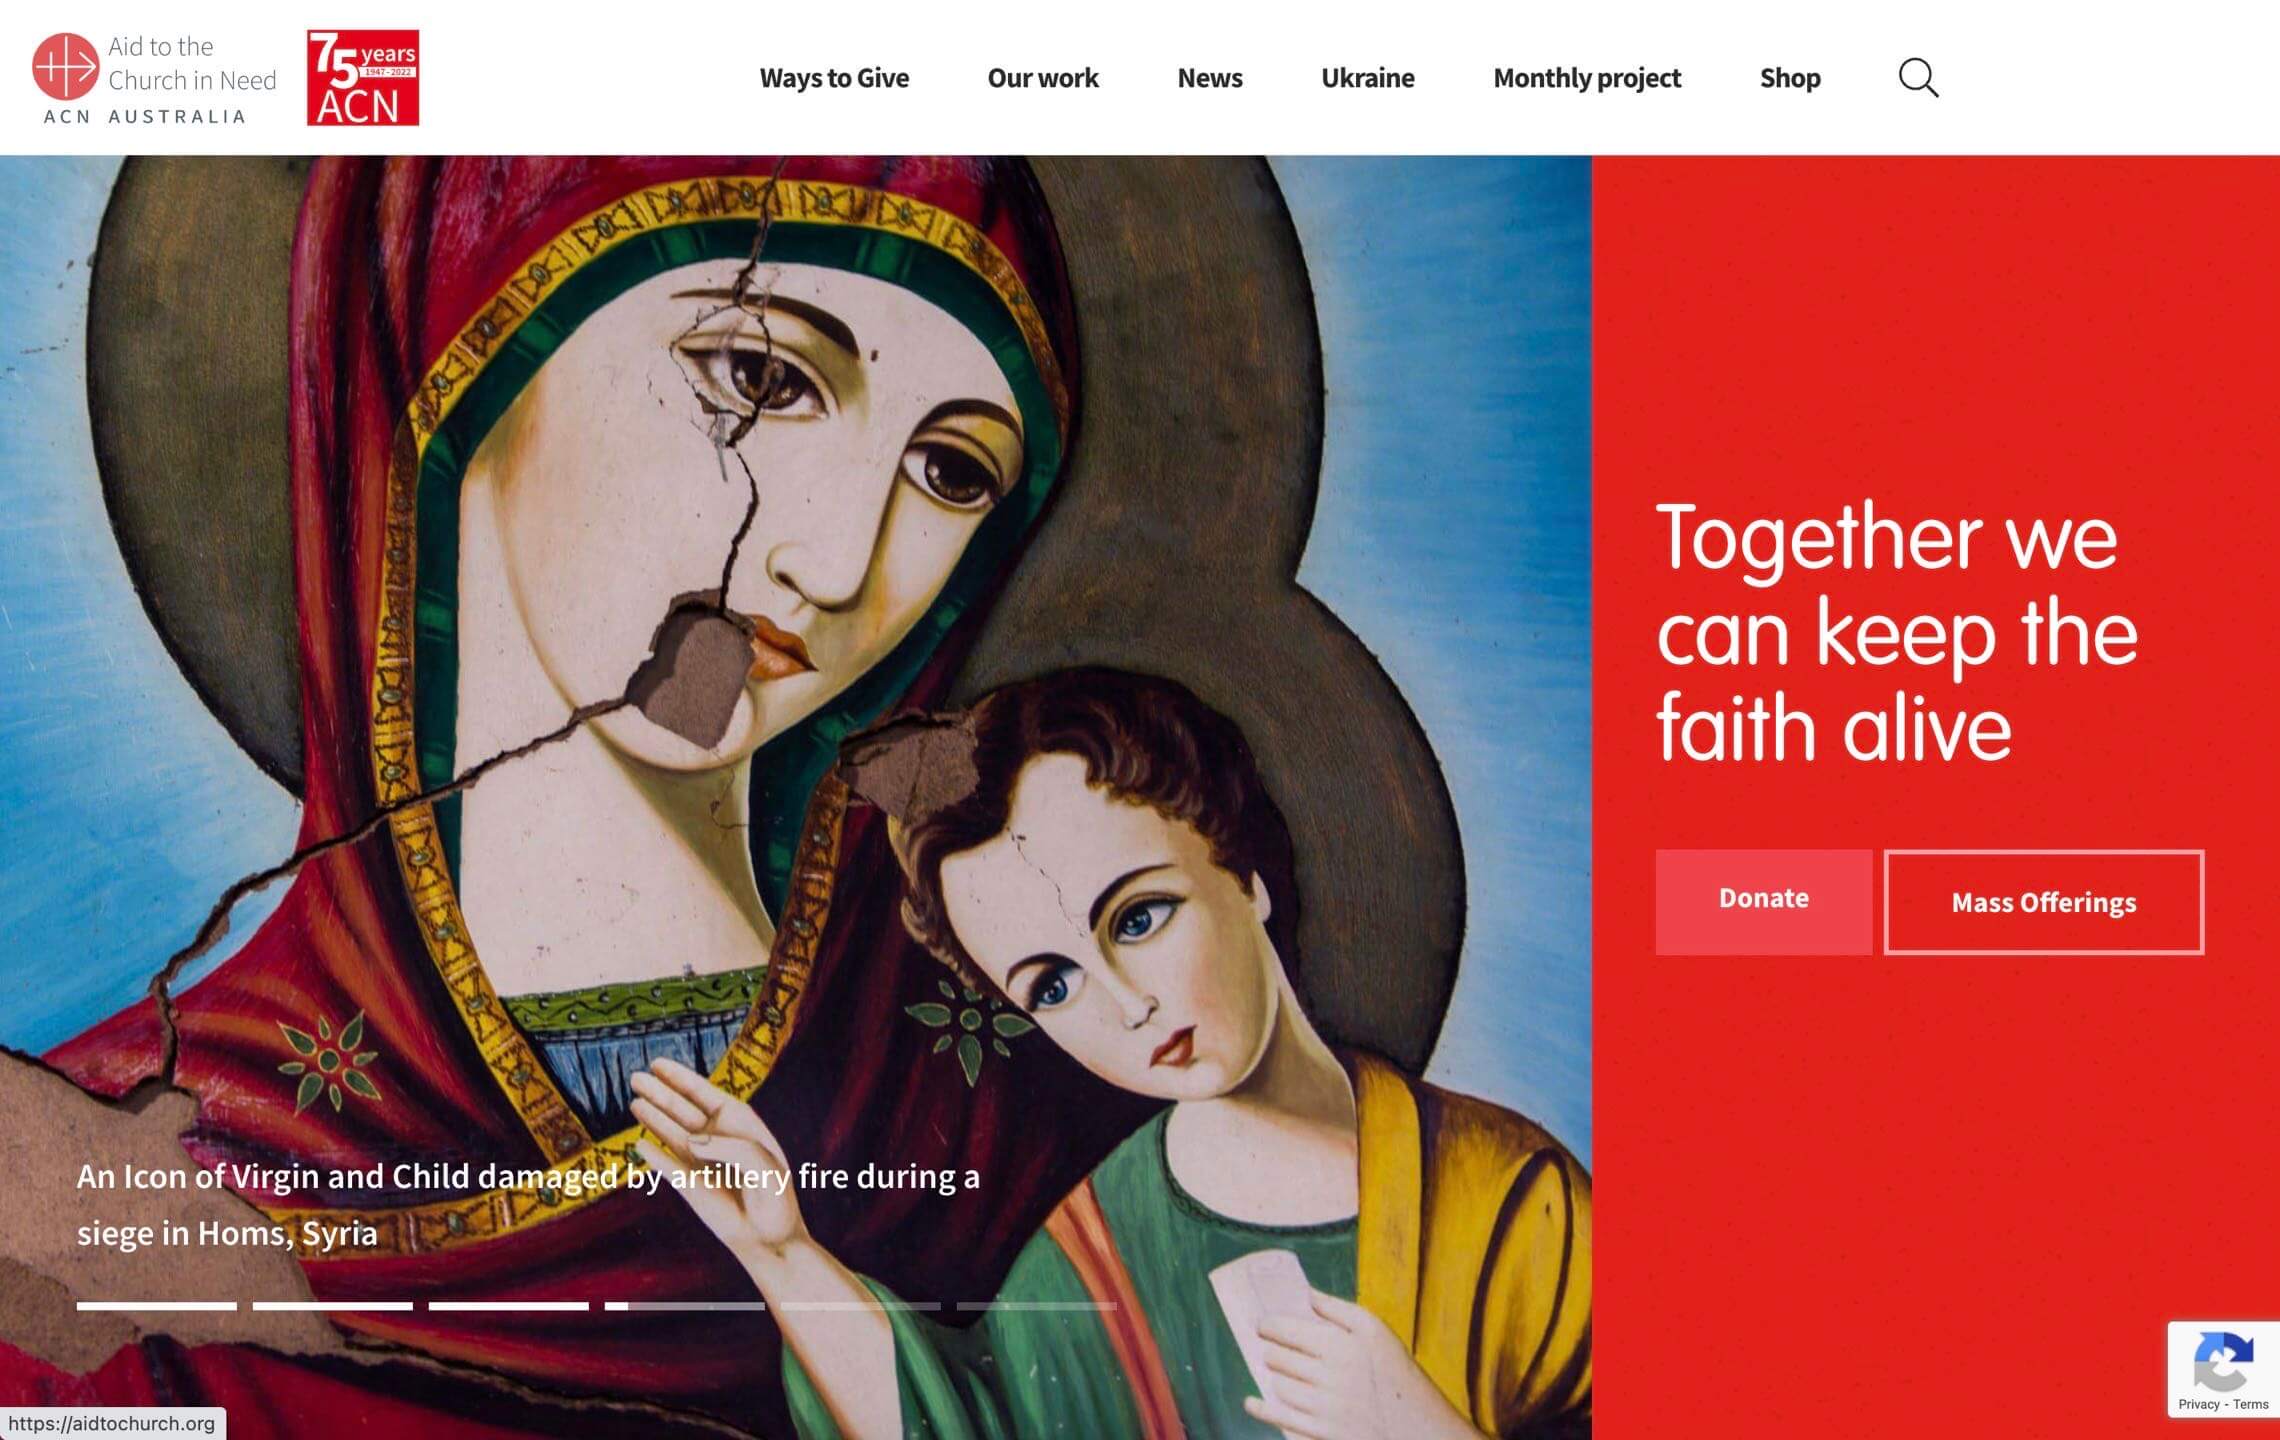 Aid to the
Church in Need
ACN AUSTRALIA
75 years
1947-2022
ACN
Ways to Give
Our work
News
Ukraine
Monthly project
Shop
Together we
can keep the
faith alive
Donate
Mass Offerings
An Icon of Virgin and Child damaged by artillery fire during a
siege in Homs, Syria
Privacy - Terms
https://aidtochurch.org